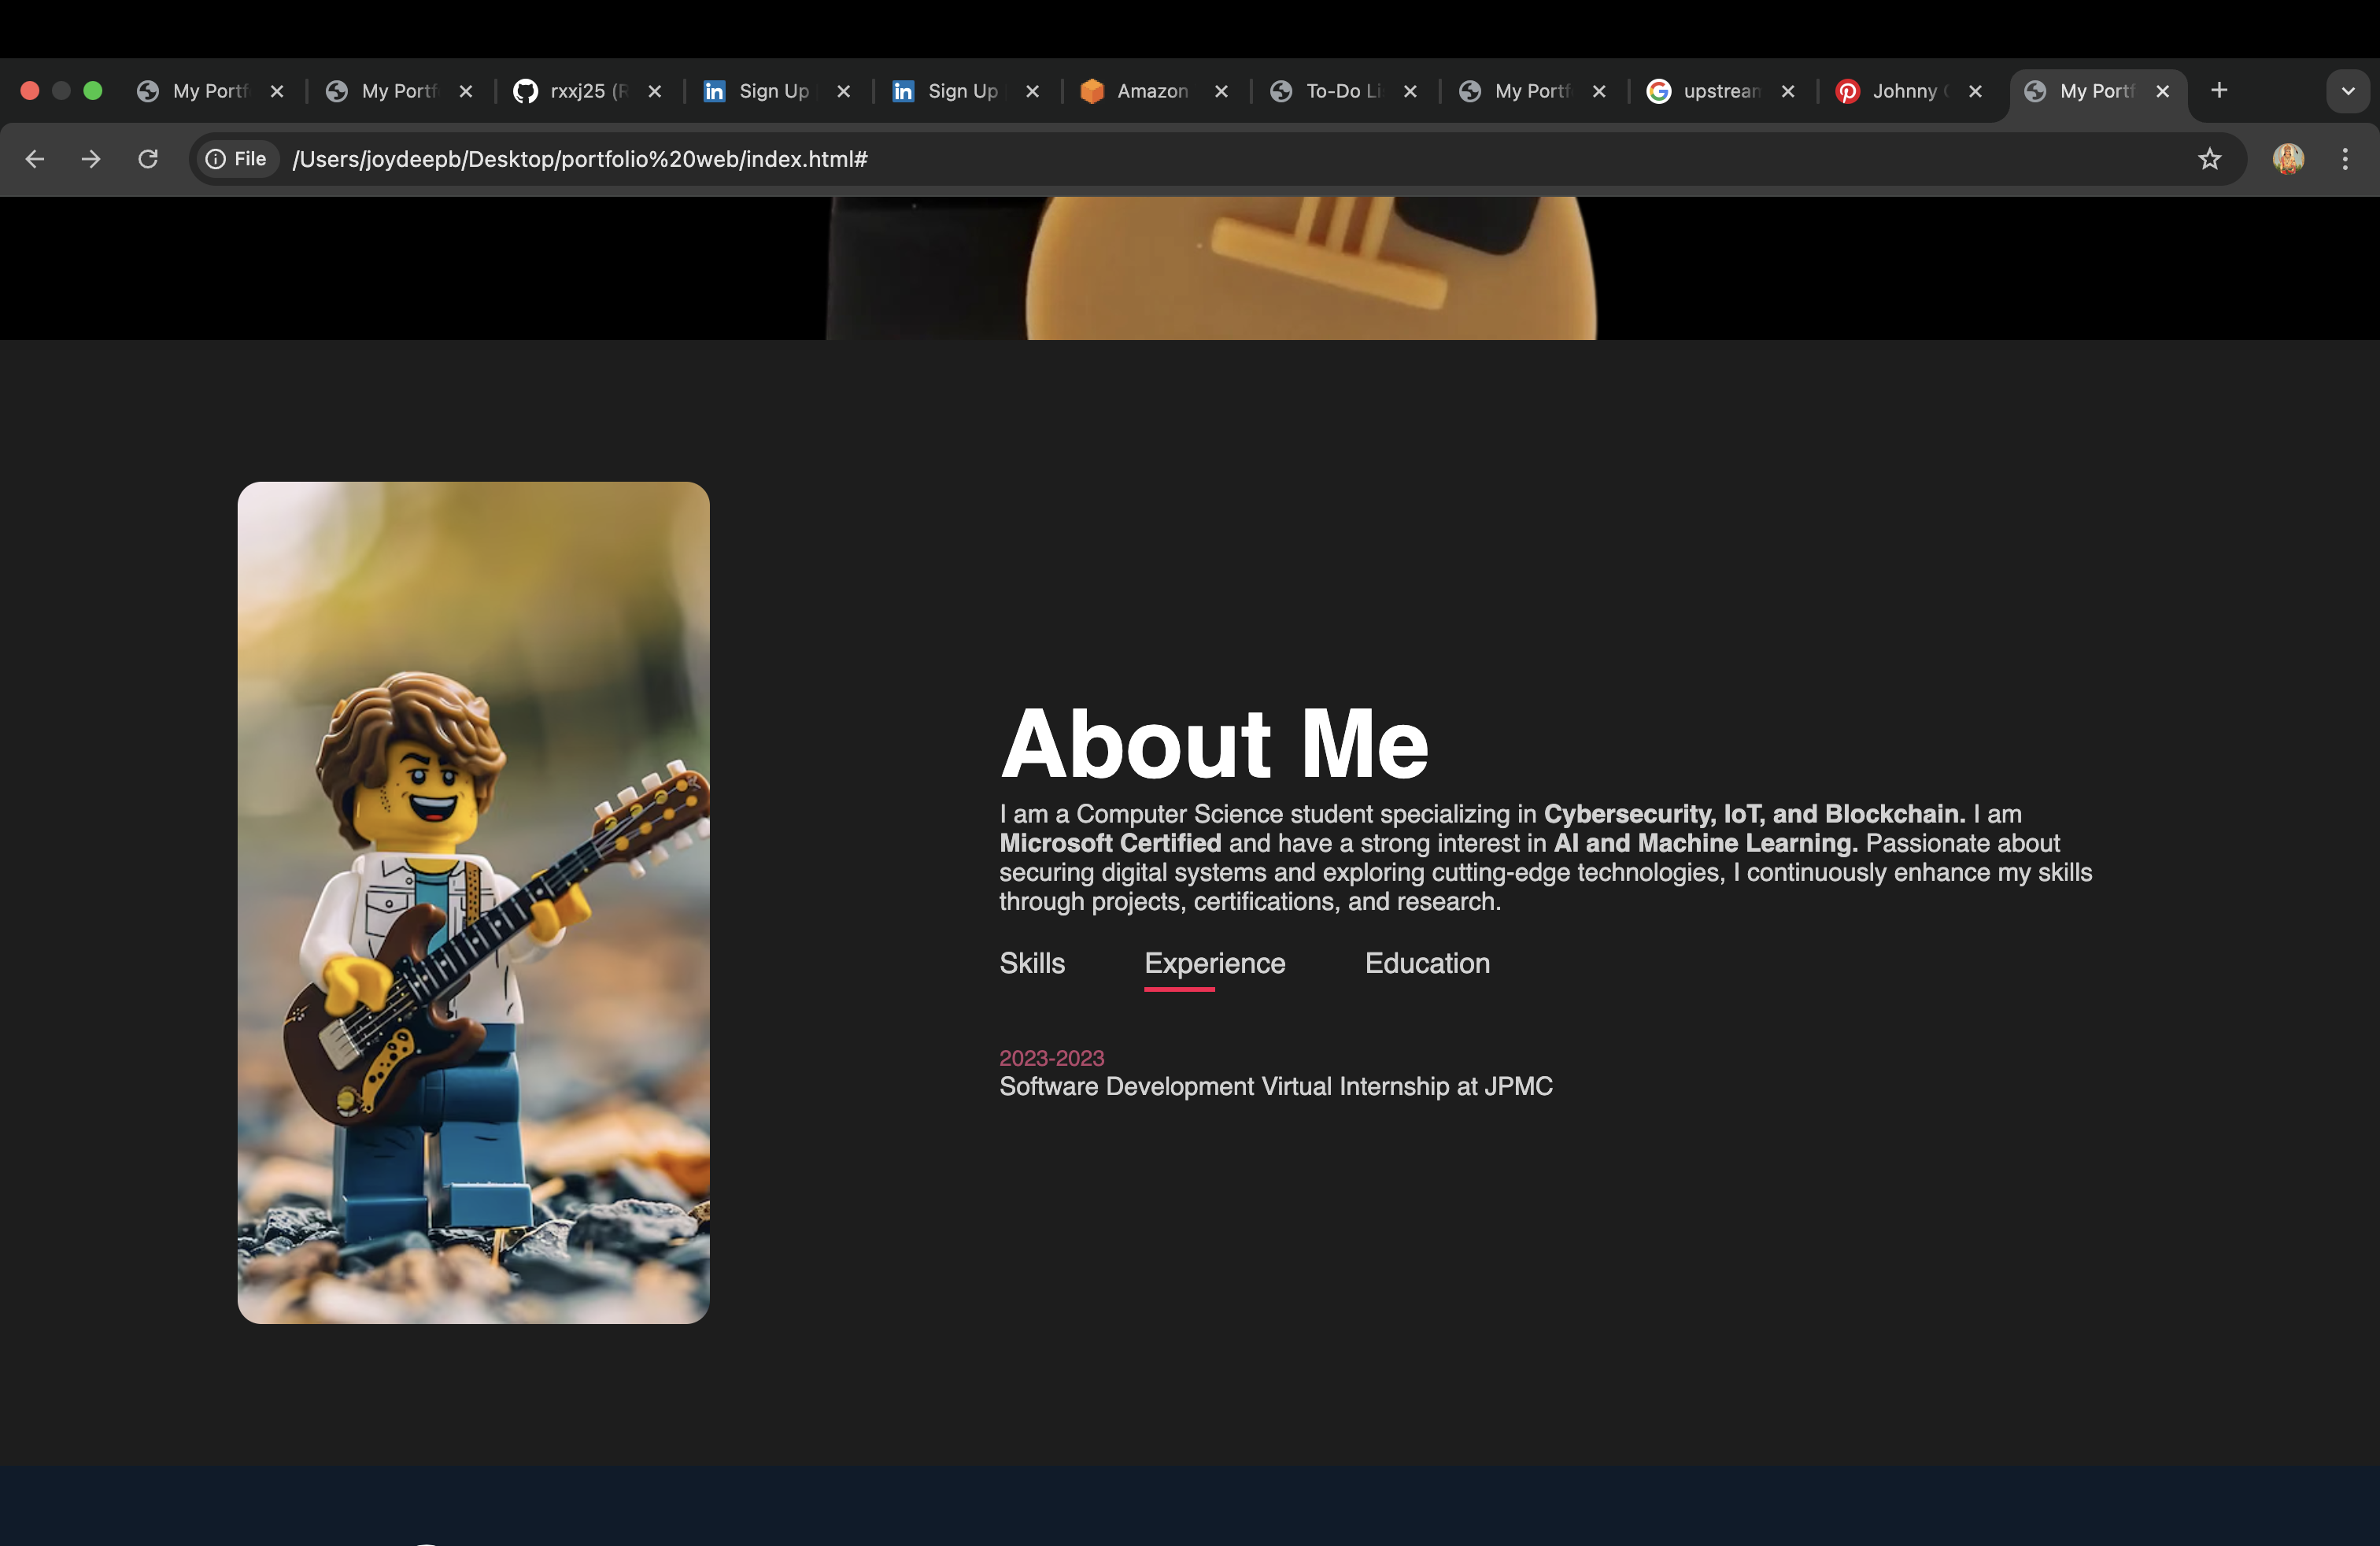 My Portf
My Portf
rxxj25 (R
Sign Up
Sign Up
Amazon
To-Do Li
My Portf
upstream
Johnny
My Portf
File
/Users/joydeepb/Desktop/portfolio%20web/index.html#
About Me
I am a Computer Science student specializing in Cybersecurity, IoT, and Blockchain. I am
Microsoft Certified and have a strong interest in AI and Machine Learning. Passionate about
securing digital systems and exploring cutting-edge technologies, I continuously enhance my skills
through projects, certifications, and research.
Skills Experience Education
2023-2023
Software Development Virtual Internship at JPMC